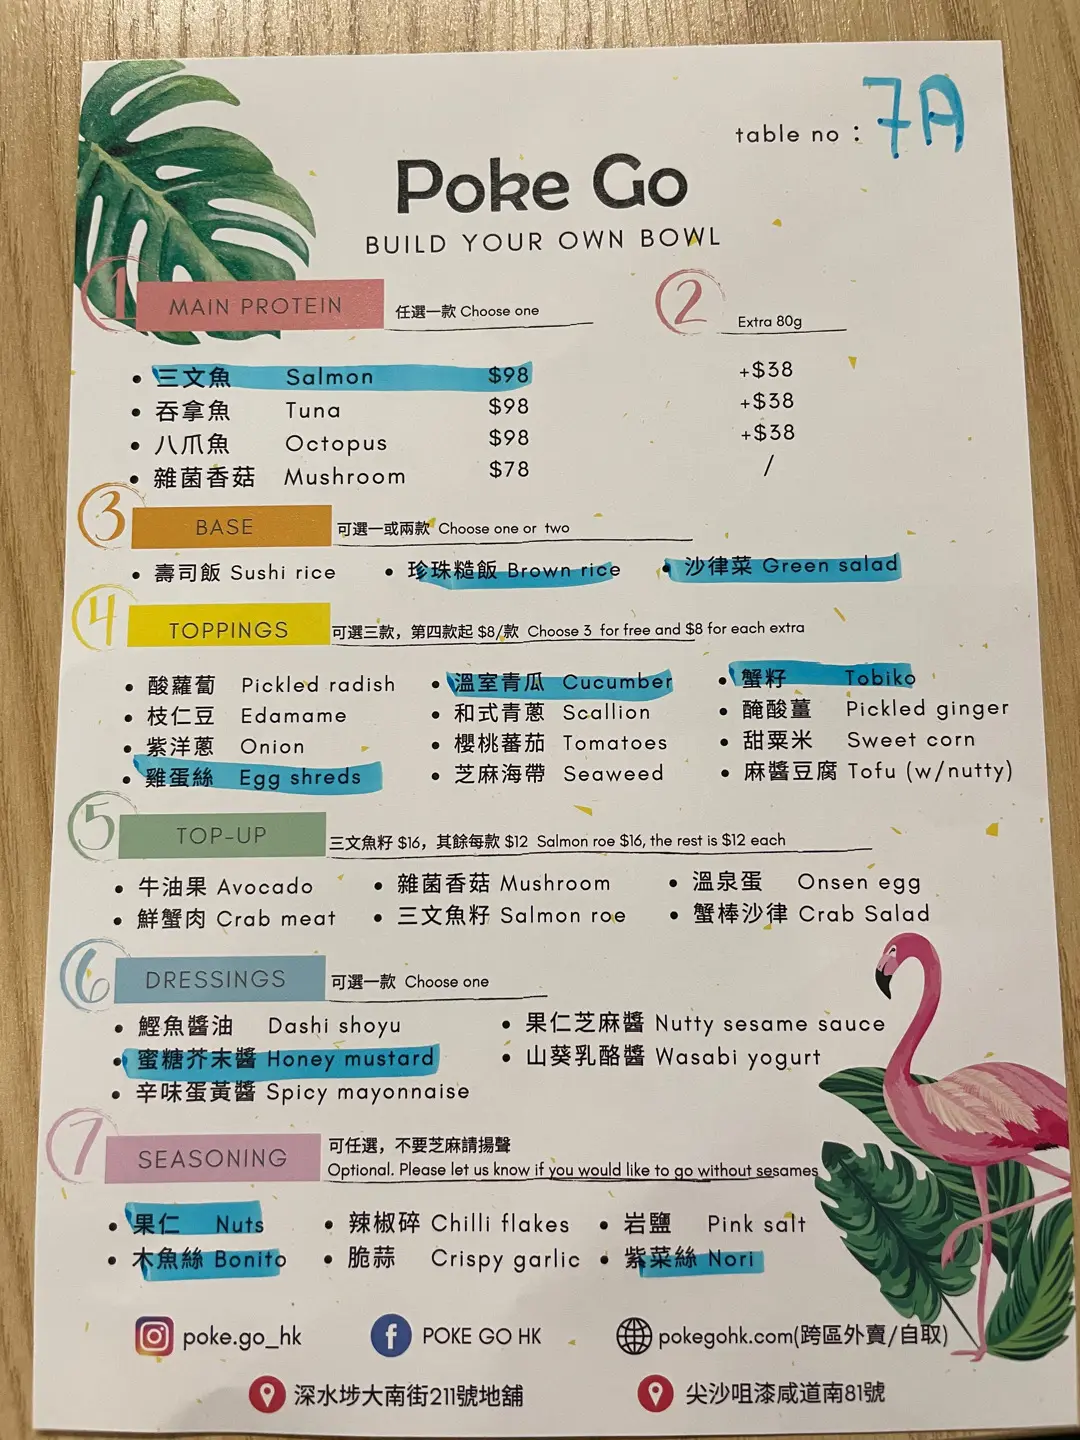 table no : 7A
Poke Go
BUILD YOUR OWN BOWL
1 MAIN PROTEIN 任選一款 Choose one 2 Extra 80g
• 三文魚 Salmon $98 +$38
• 吞拿魚 Tuna $98 +$38
• 八爪魚 Octopus $98 +$38
• 雜菌香菇 Mushroom $78 /
3 BASE 可選一或兩款 Choose one or two
• 壽司飯 Sushi rice • 珍珠糙飯 Brown rice • 沙律菜 Green salad
4 TOPPINGS 可選三款，第四款起 $8/款 Choose 3 for free and $8 for each extra
• 酸蘿蔔 Pickled radish • 溫室青瓜 Cucumber • 蟹籽 Tobiko
• 枝仁豆 Edamame • 和式青蔥 Scallion • 醃酸薑 Pickled ginger
• 紫洋蔥 Onion • 櫻桃蕃茄 Tomatoes • 甜粟米 Sweet corn
• 雞蛋絲 Egg shreds • 芝麻海帶 Seaweed • 麻醬豆腐 Tofu (w/nutty)
5 TOP-UP 三文魚籽 $16，其餘每款 $12 Salmon roe $16, the rest is $12 each
• 牛油果 Avocado • 雜菌香菇 Mushroom • 溫泉蛋 Onsen egg
• 鮮蟹肉 Crab meat • 三文魚籽 Salmon roe • 蟹棒沙律 Crab Salad
6 DRESSINGS 可選一款 Choose one
• 鰹魚醬油 Dashi shoyu • 果仁芝麻醬 Nutty sesame sauce
• 蜜糖芥末醬 Honey mustard • 山葵乳酪醬 Wasabi yogurt
• 辛味蛋黃醬 Spicy mayonnaise
7 SEASONING 可任選，不要芝麻請揚聲
Optional. Please let us know if you would like to go without sesames
• 果仁 Nuts • 辣椒碎 Chilli flakes • 岩鹽 Pink salt
• 木魚絲 Bonito • 脆蒜 Crispy garlic • 紫菜絲 Nori
poke.go_hk POKE GO HK pokegohk.com(跨區外賣/自取)
深水埗大南街211號地舖 尖沙咀漆咸道南81號